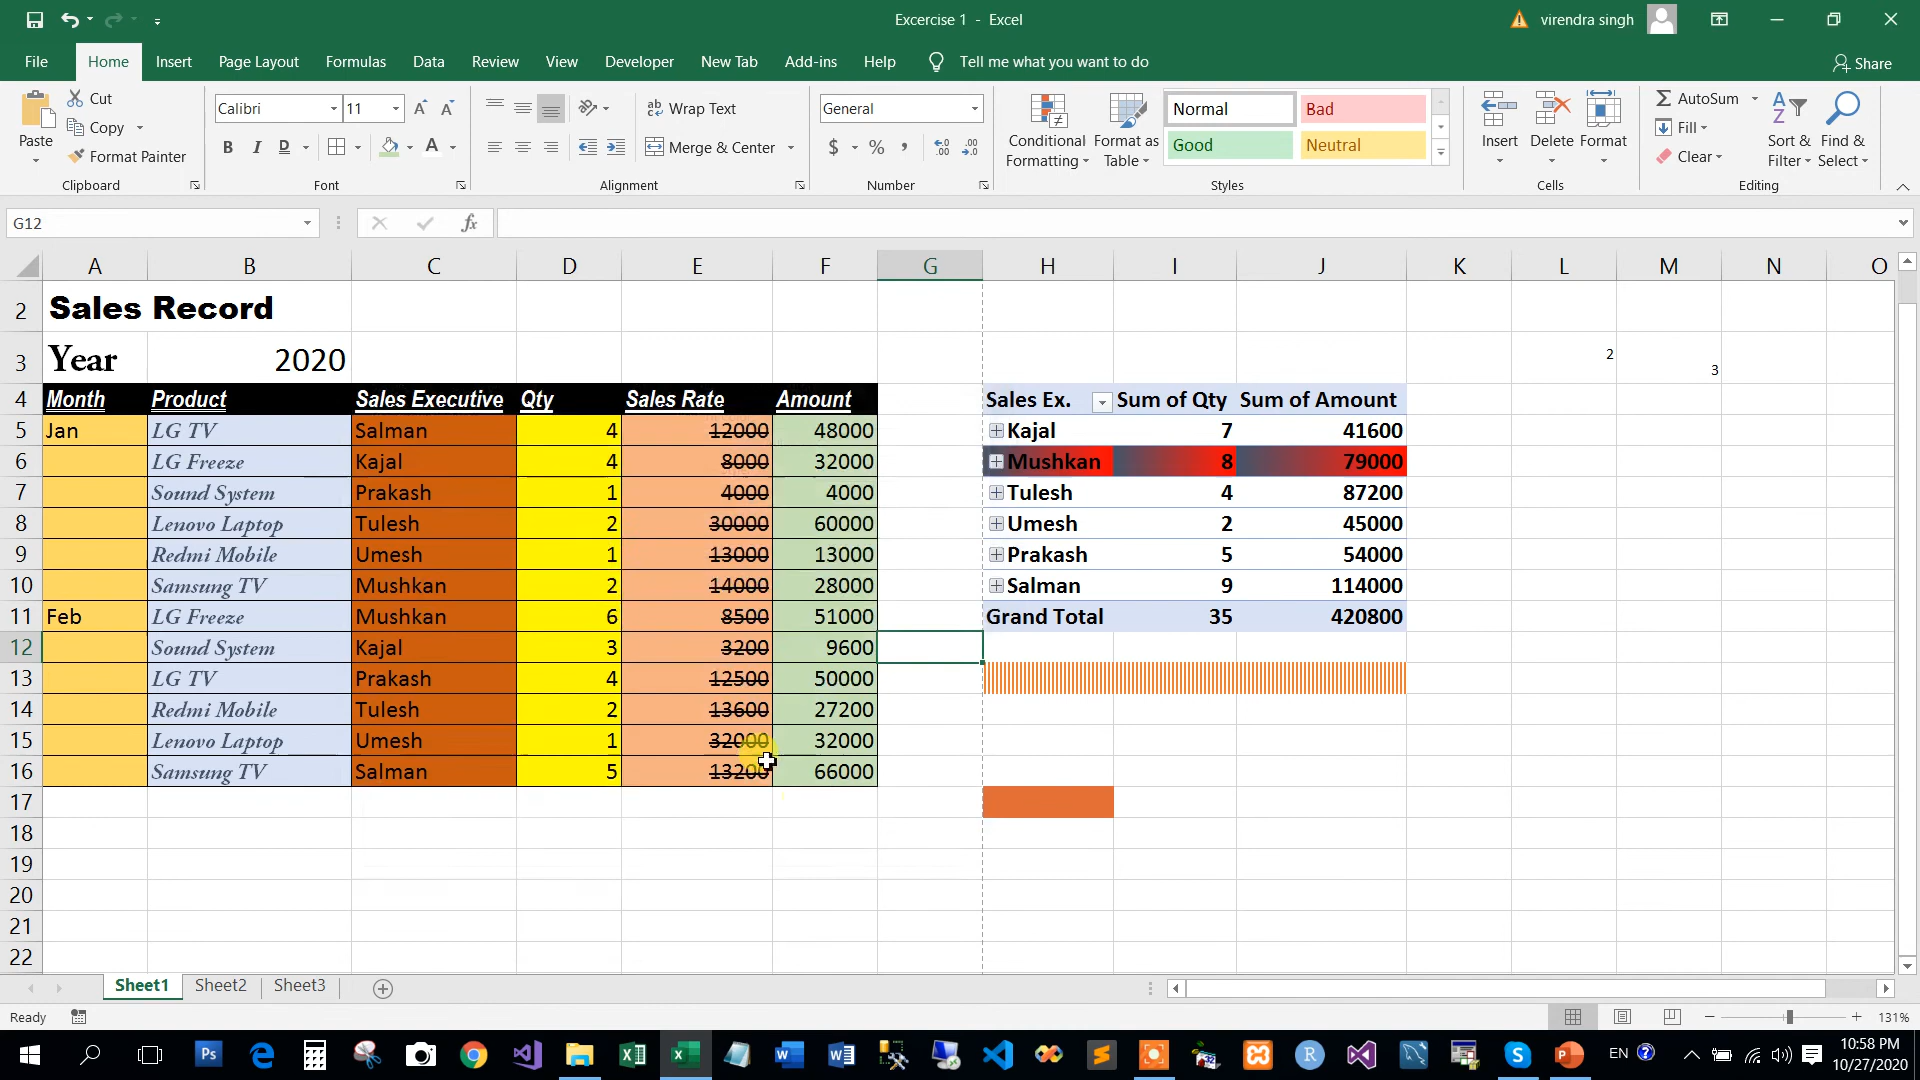 Excercise 1 - Excel
virendra singh
File Home Insert Page Layout Formulas Data Review View Developer New Tab Add-ins Help Tell me what you want to do Share
Paste
Cut
Copy
Format Painter
Clipboard
Calibri 11
B I D
Font
Wrap Text
Merge & Center
Alignment
General
$ % ,
Number
Conditional Formatting
Format as Table
Normal Bad
Good Neutral
Styles
Insert Delete Format
Cells
AutoSum
Fill
Clear
Sort & Filter
Find & Select
Editing
G12 fx
A B C D E F G H I J K L M N O
2 Sales Record
3 Year 2020 2 3
4 Month Product Sales Executive Qty Sales Rate Amount Sales Ex. Sum of Qty Sum of Amount
5 Jan LG TV Salman 4 12000 48000 Kajal 7 41600
6 LG Freeze Kajal 4 8000 32000 Mushkan 8 79000
7 Sound System Prakash 1 4000 4000 Tulesh 4 87200
8 Lenovo Laptop Tulesh 2 30000 60000 Umesh 2 45000
9 Redmi Mobile Umesh 1 13000 13000 Prakash 5 54000
10 Samsung TV Mushkan 2 14000 28000 Salman 9 114000
11 Feb LG Freeze Mushkan 6 8500 51000 Grand Total 35 420800
12 Sound System Kajal 3 3200 9600
13 LG TV Prakash 4 12500 50000
14 Redmi Mobile Tulesh 2 13600 27200
15 Lenovo Laptop Umesh 1 32000 32000
16 Samsung TV Salman 5 13200 66000
17
18
19
20
21
22
Sheet1 Sheet2 Sheet3
Ready 131%
EN 10:58 PM
10/27/2020